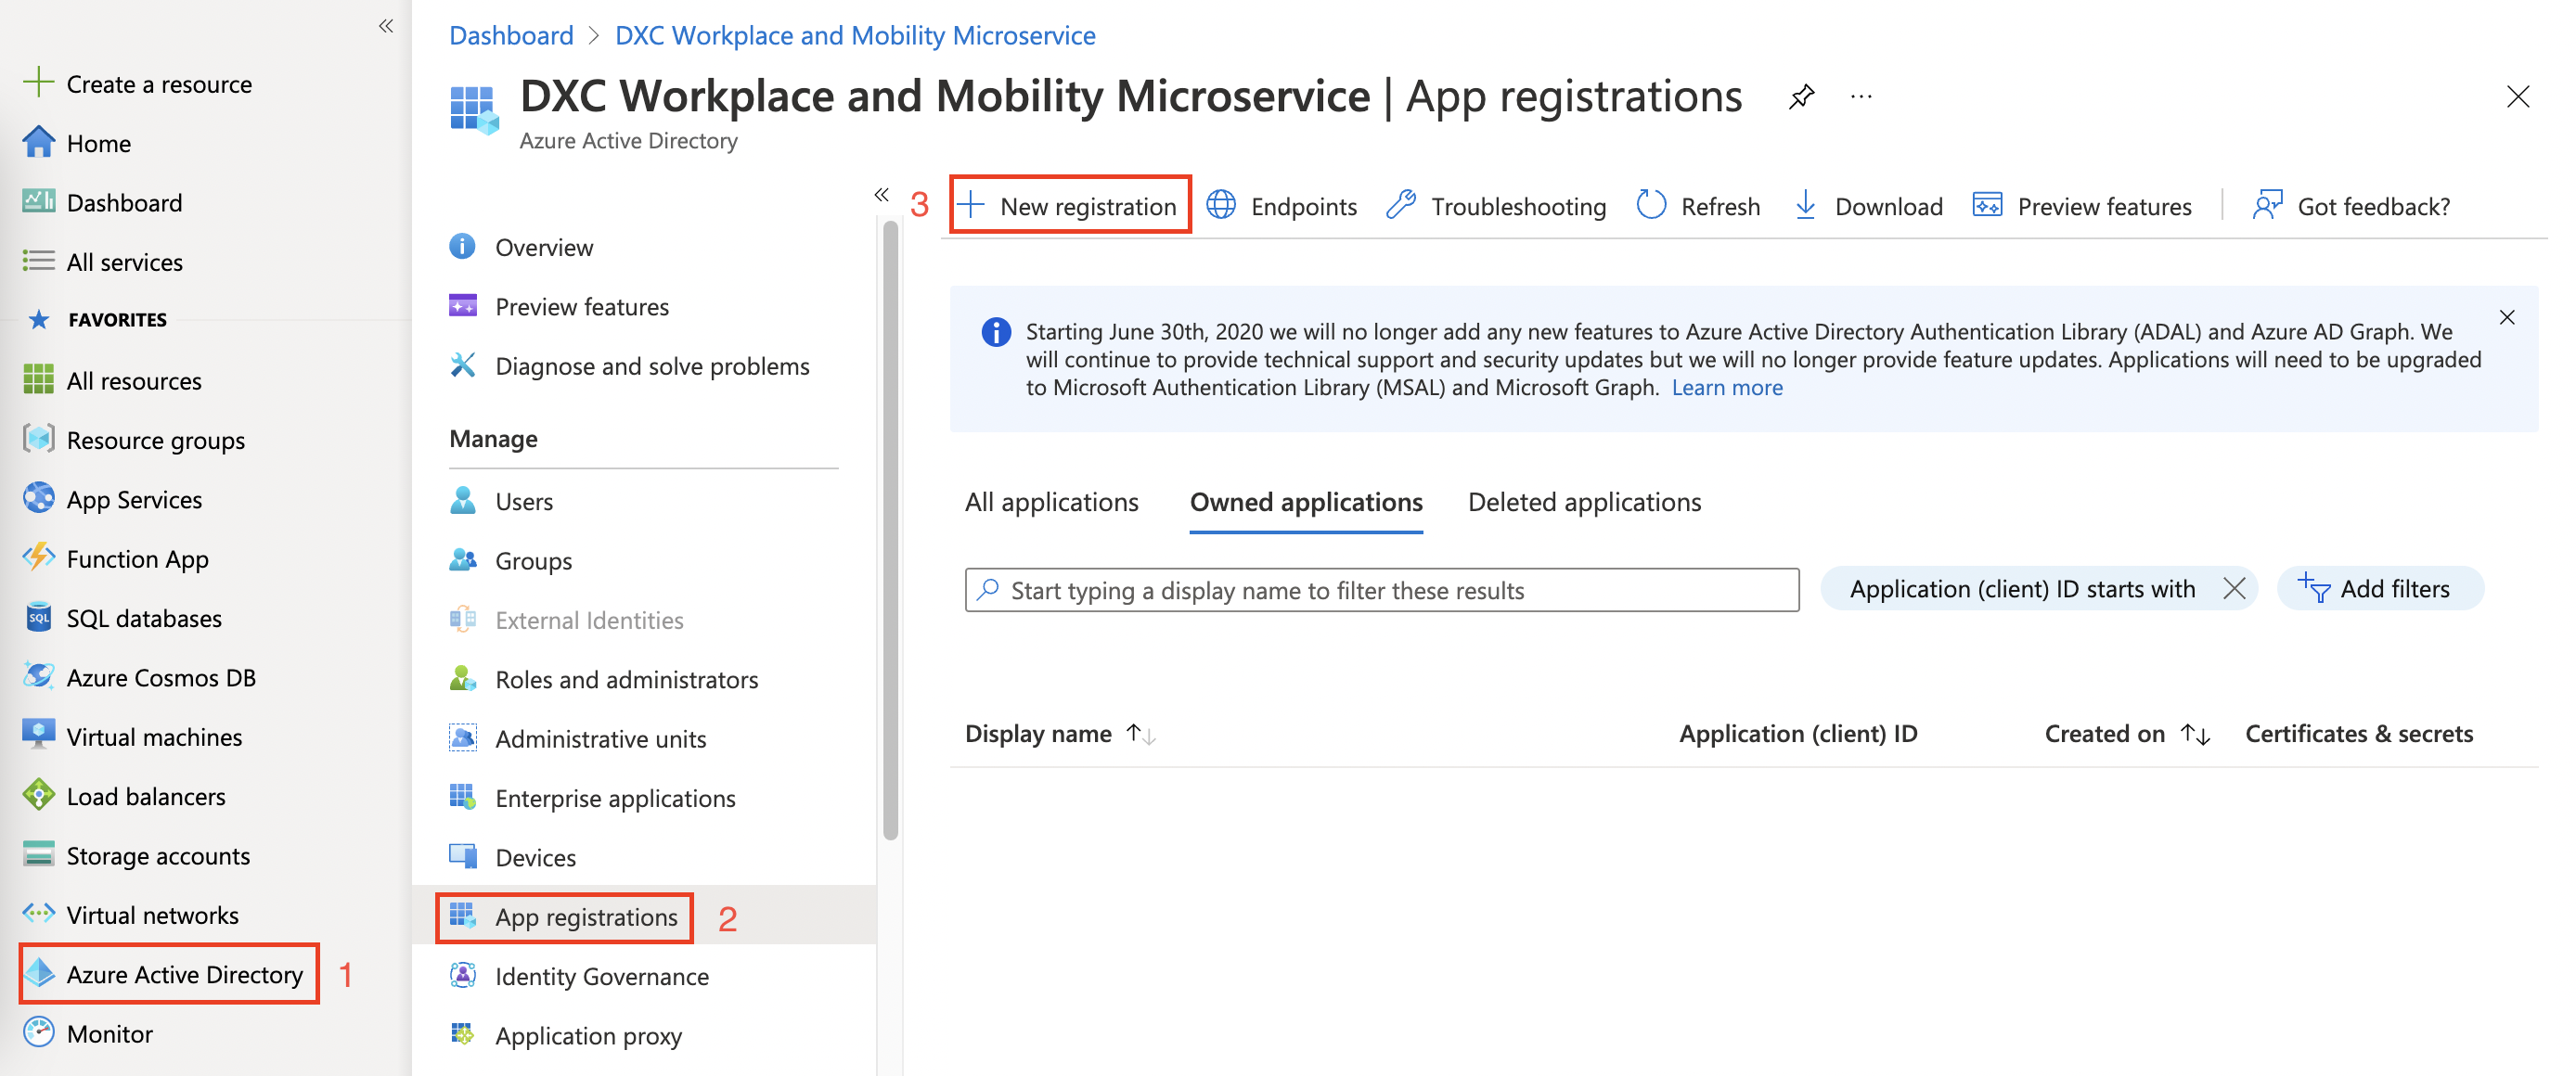 Create a resource
Home
Dashboard
All services
FAVORITES
All resources
Resource groups
App Services
Function App
SQL databases
Azure Cosmos DB
Virtual machines
Load balancers
Storage accounts
Virtual networks
Azure Active Directory 1
Monitor
Dashboard > DXC Workplace and Mobility Microservice
DXC Workplace and Mobility Microservice | App registrations
Azure Active Directory
Overview
Preview features
Diagnose and solve problems
Manage
Users
Groups
External Identities
Roles and administrators
Administrative units
Enterprise applications
Devices
App registrations 2
Identity Governance
Application proxy
3 New registration Endpoints Troubleshooting Refresh Download Preview features Got feedback?
Starting June 30th, 2020 we will no longer add any new features to Azure Active Directory Authentication Library (ADAL) and Azure AD Graph. We
will continue to provide technical support and security updates but we will no longer provide feature updates. Applications will need to be upgraded
to Microsoft Authentication Library (MSAL) and Microsoft Graph. Learn more
All applications Owned applications Deleted applications
Start typing a display name to filter these results Application (client) ID starts with Add filters
Display name Application (client) ID Created on Certificates & secrets